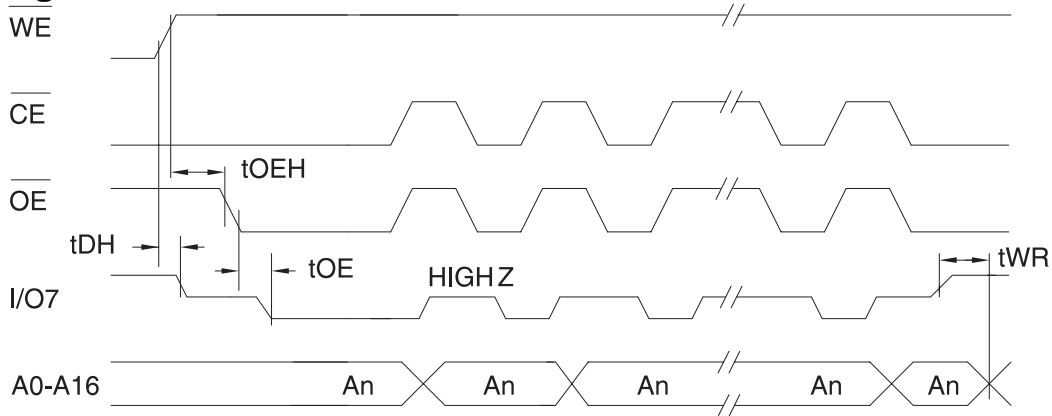 WE
CE
tOEH
OE
tDH
tOE
tWR
HIGH Z
I/O7
A0-A16 An An An An An